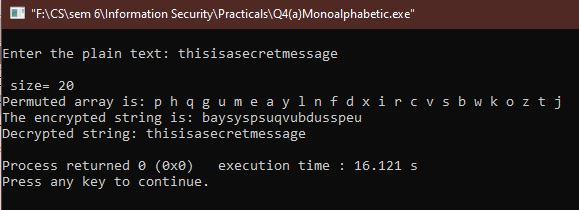 "F:\CS\sem 6\Information Security\Practicals\Q4(a)Monoalphabetic.exe"
Enter the plain text: thisisasecretmessage
size= 20
Permuted array is: p h q g u m e a y l n f d x i r c v s b w k o z t j
The encrypted string is: baysyspsuqvubdusspeu
Decrypted string: thisisasecretmessage
Process returned 0 (0x0)   execution time : 16.121 s
Press any key to continue.